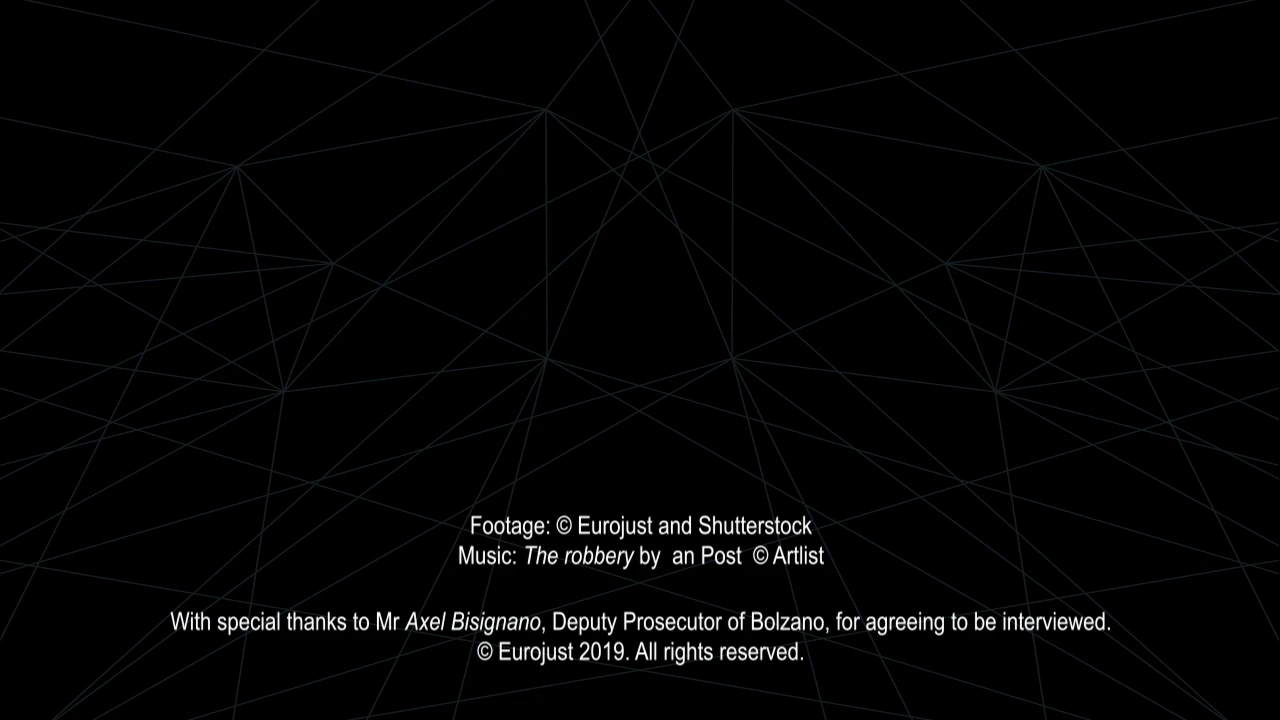 Footage: © Eurojust and Shutterstock
Music: The robbery by  an Post  © Artlist
With special thanks to Mr Axel Bisignano, Deputy Prosecutor of Bolzano, for agreeing to be interviewed.
© Eurojust 2019. All rights reserved.